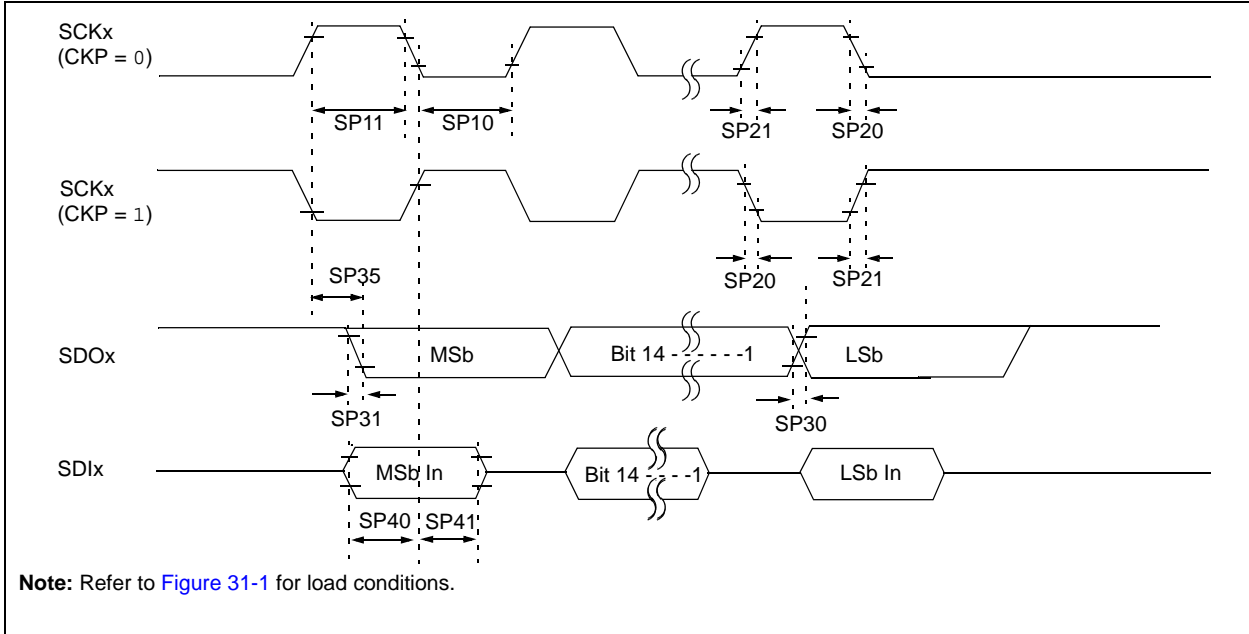 SCKx
(CKP = 0)
SP11
SP10
SP21
SP20
SCKx
(CKP = 1)
SP35
SP20
SP21
SDOx
MSb
Bit 14 - - - - - -1
LSb
SP31
SP30
SDIx
MSb In
Bit 14 - - - -1
LSb In
SP40
SP41
Note: Refer to Figure 31-1 for load conditions.